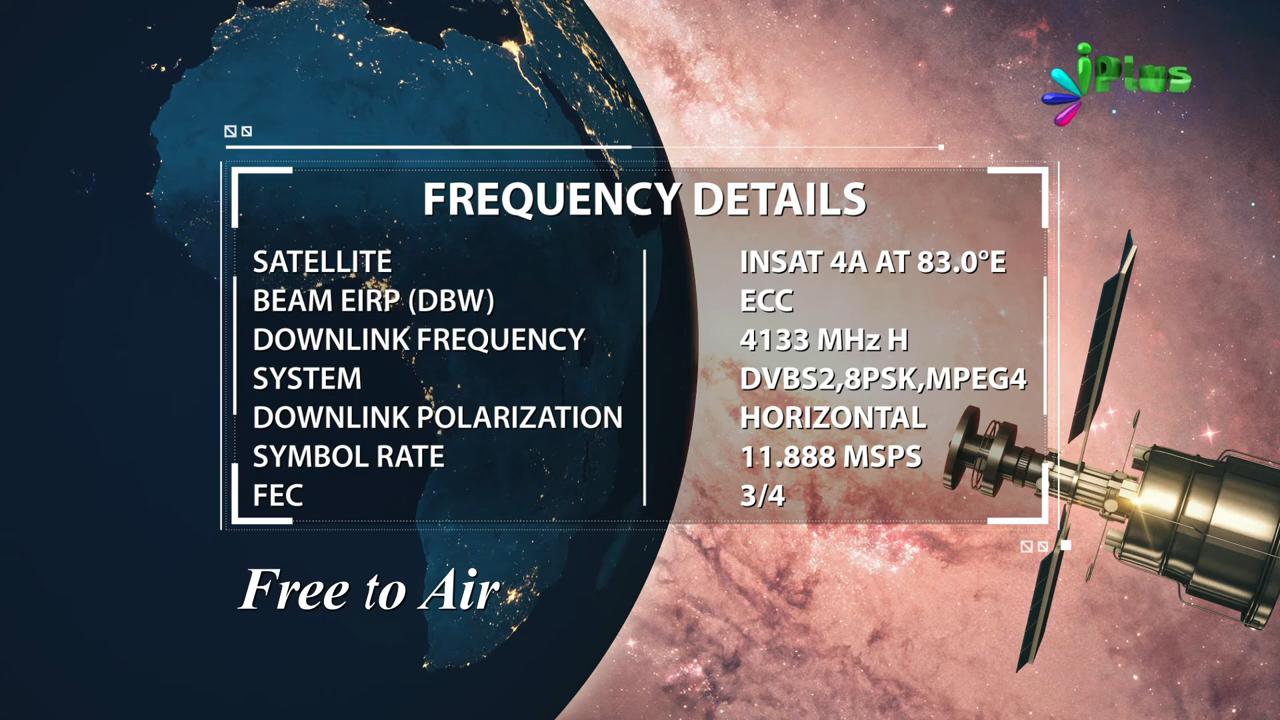 iPlus
FREQUENCY DETAILS
SATELLITE INSAT 4A AT 83.0°E
BEAM EIRP (DBW) ECC
DOWNLINK FREQUENCY 4133 MHz H
SYSTEM DVBS2,8PSK,MPEG4
DOWNLINK POLARIZATION HORIZONTAL
SYMBOL RATE 11.888 MSPS
FEC 3/4
Free to Air